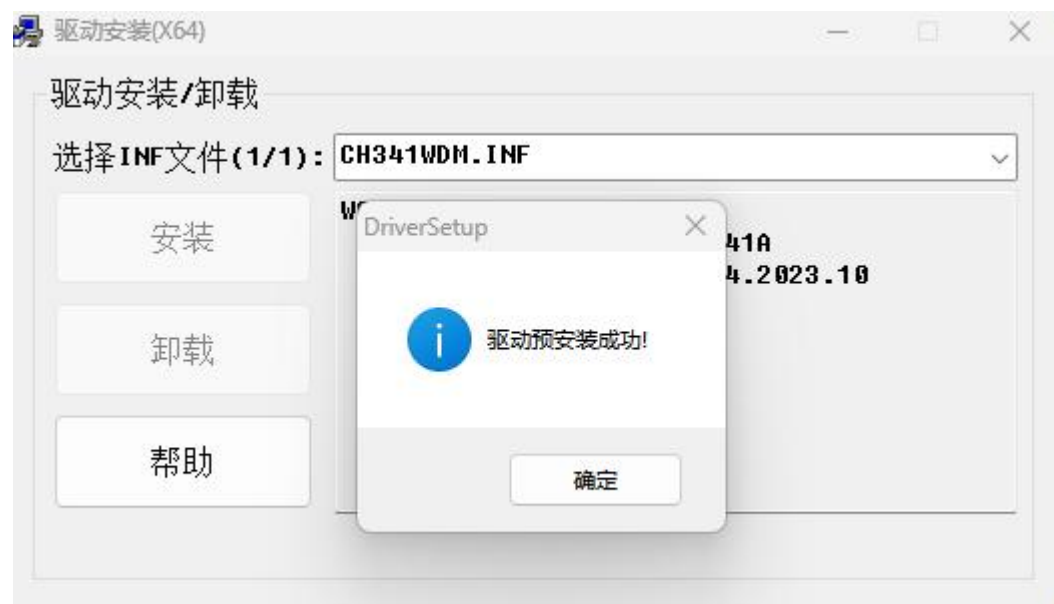 驱动安装(X64)
驱动安装/卸载
选择INF文件(1/1):
CH341WDM.INF
安装
卸载
帮助
41A
4.2023.10
DriverSetup
驱动预安装成功!
确定